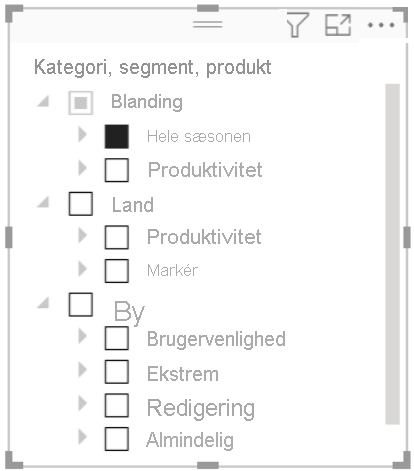 Kategori, segment, produkt
Blanding
Hele sæsonen
Produktivitet
Land
Produktivitet
Markér
By
Brugervenlighed
Ekstrem
Redigering
Almindelig